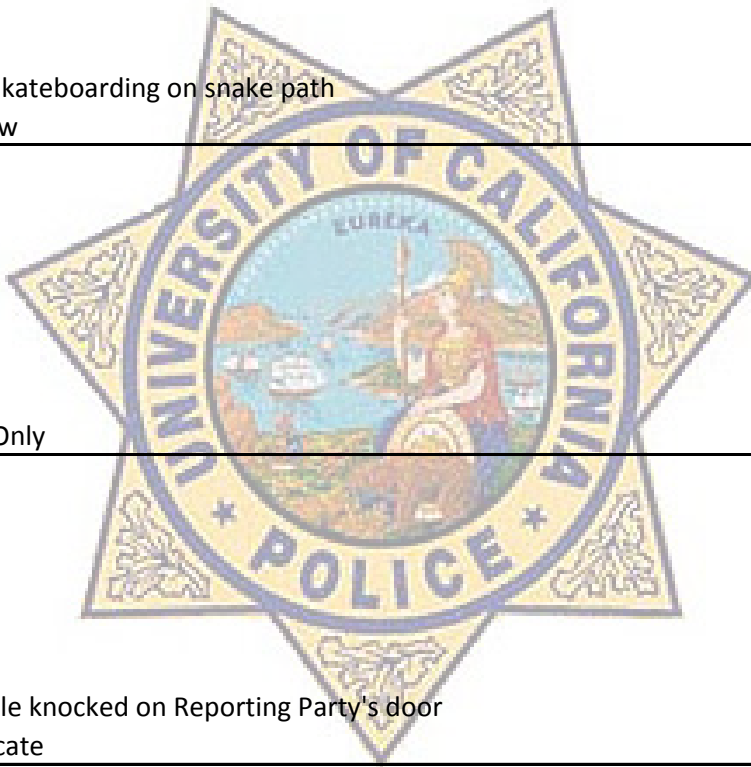 kateboarding on snake path
w
UNIVERSITY OF CALIFORNIA
EUREKA
Only
POLICE
le knocked on Reporting Party's door
cate